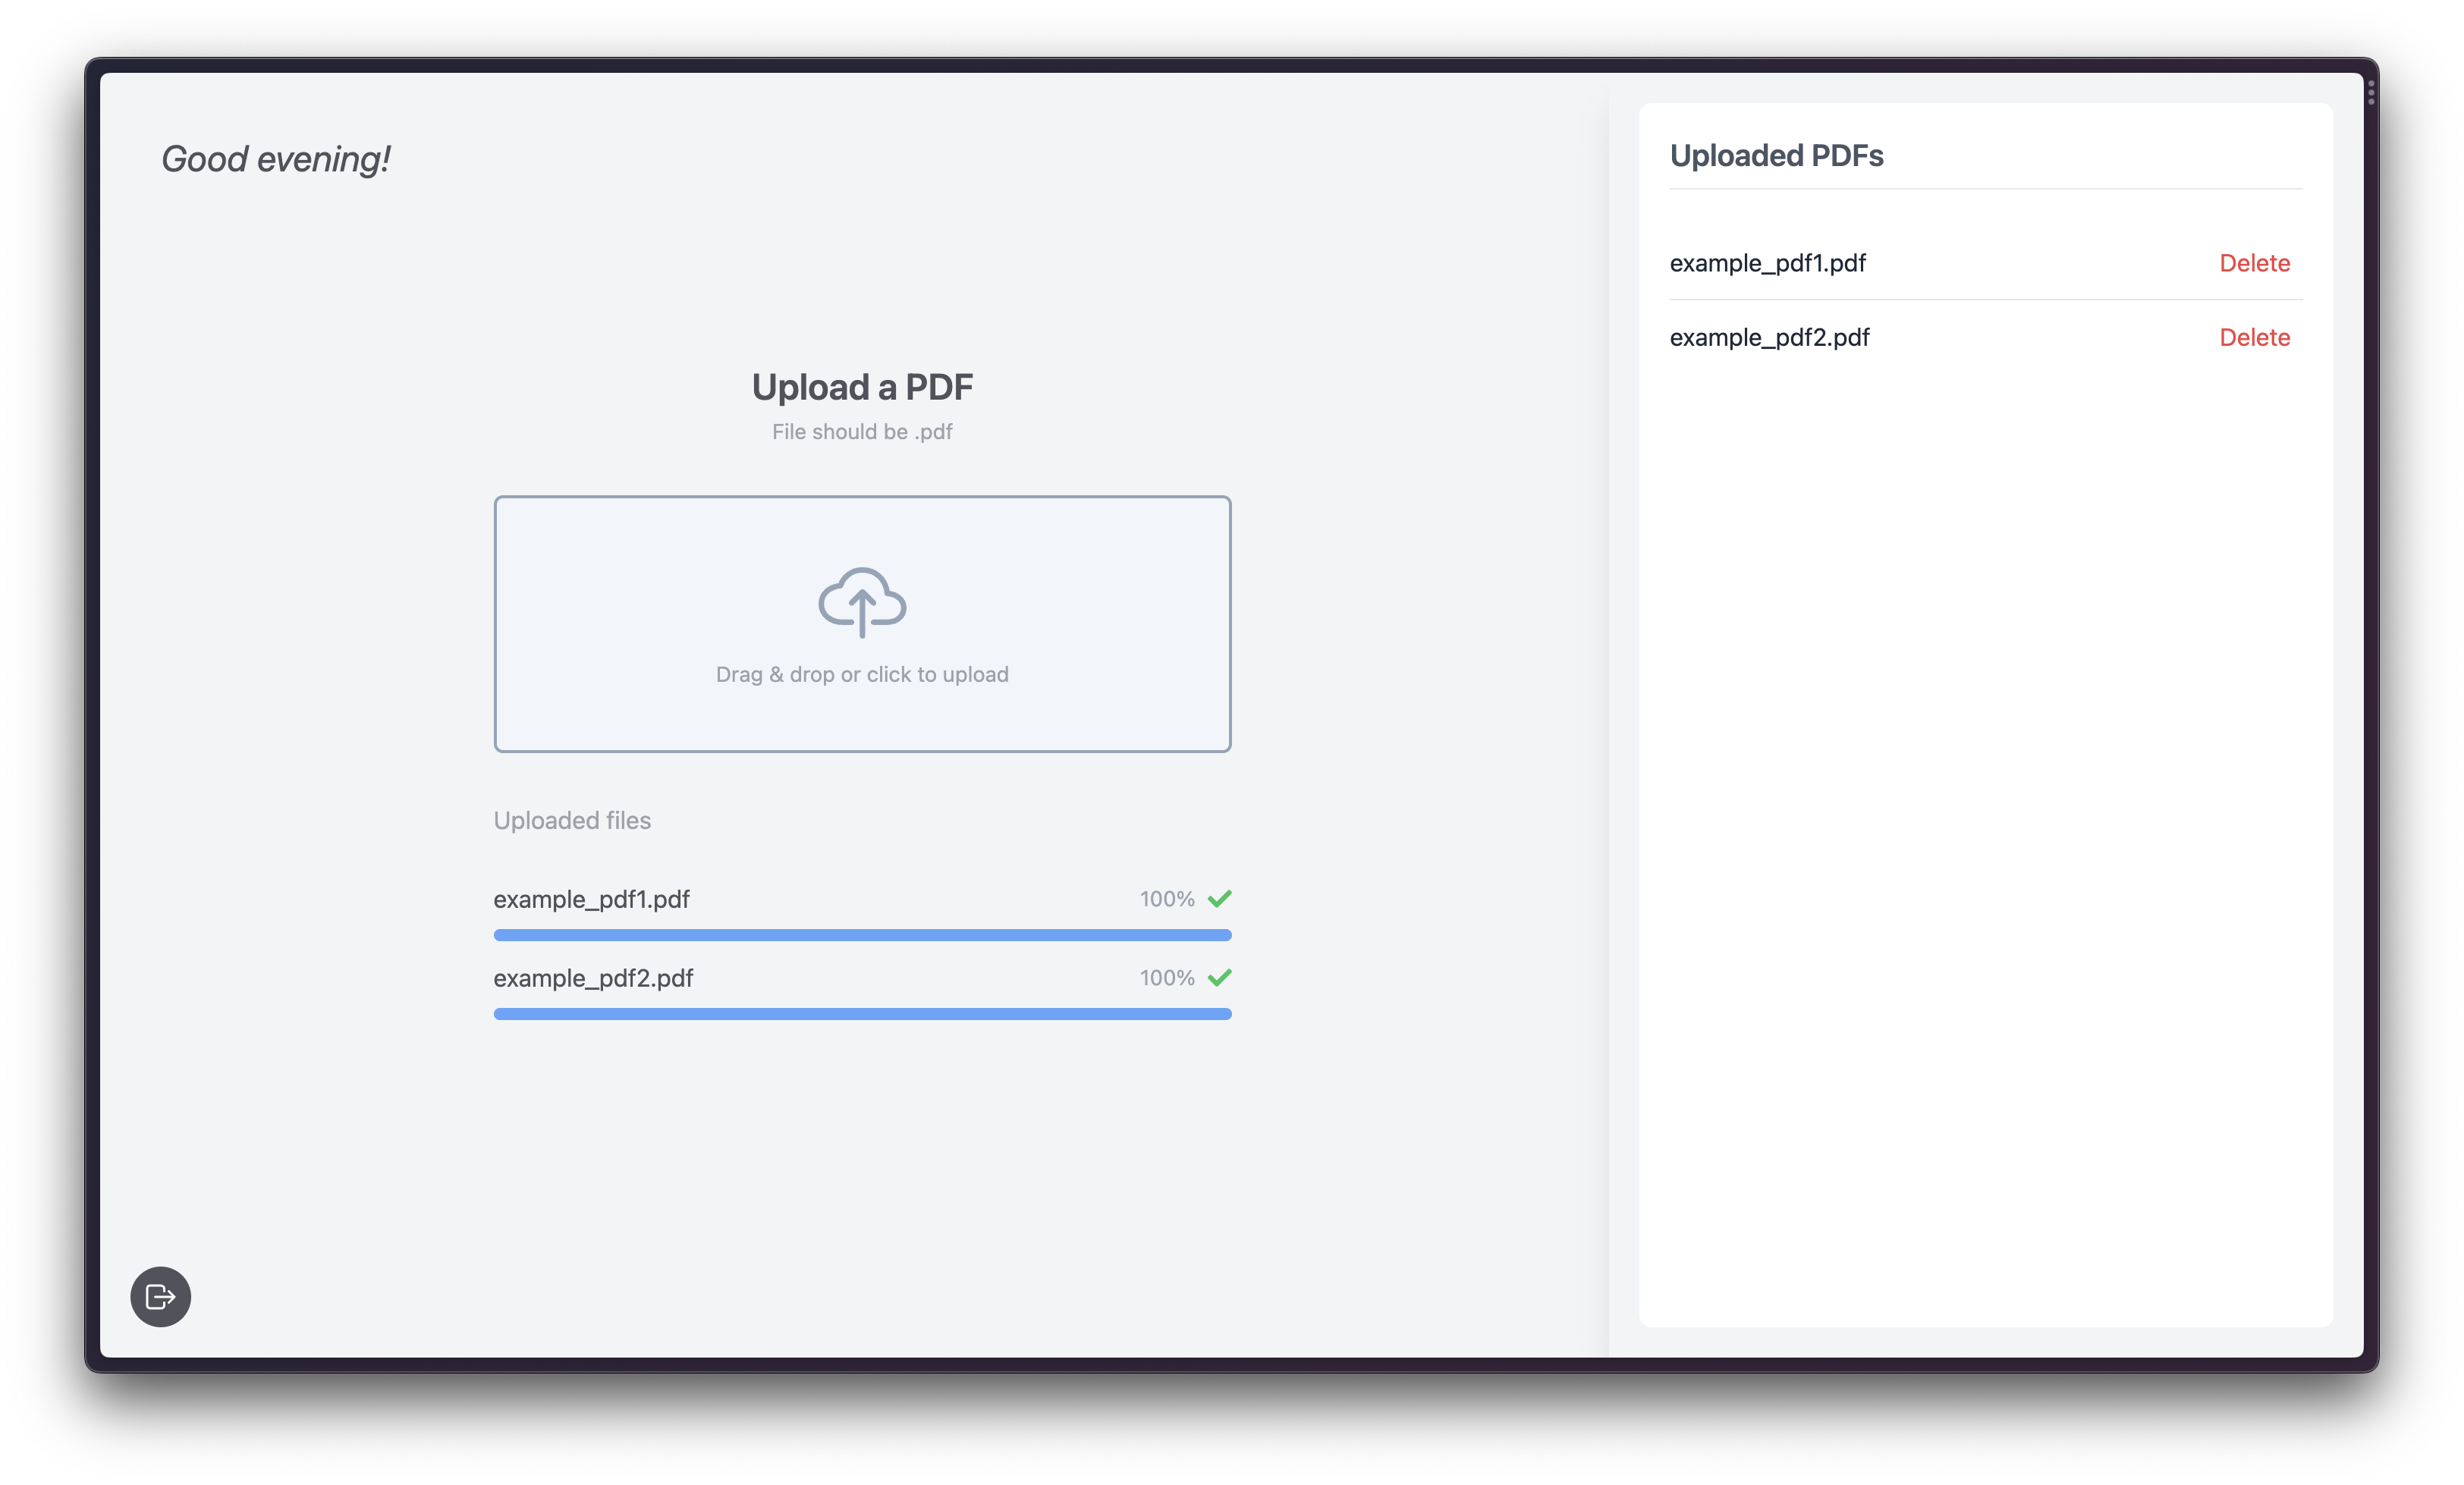 Good evening!
Upload a PDF
File should be .pdf
Drag & drop or click to upload
Uploaded files
example_pdf1.pdf 100%
example_pdf2.pdf 100%
Uploaded PDFs
example_pdf1.pdf Delete
example_pdf2.pdf Delete